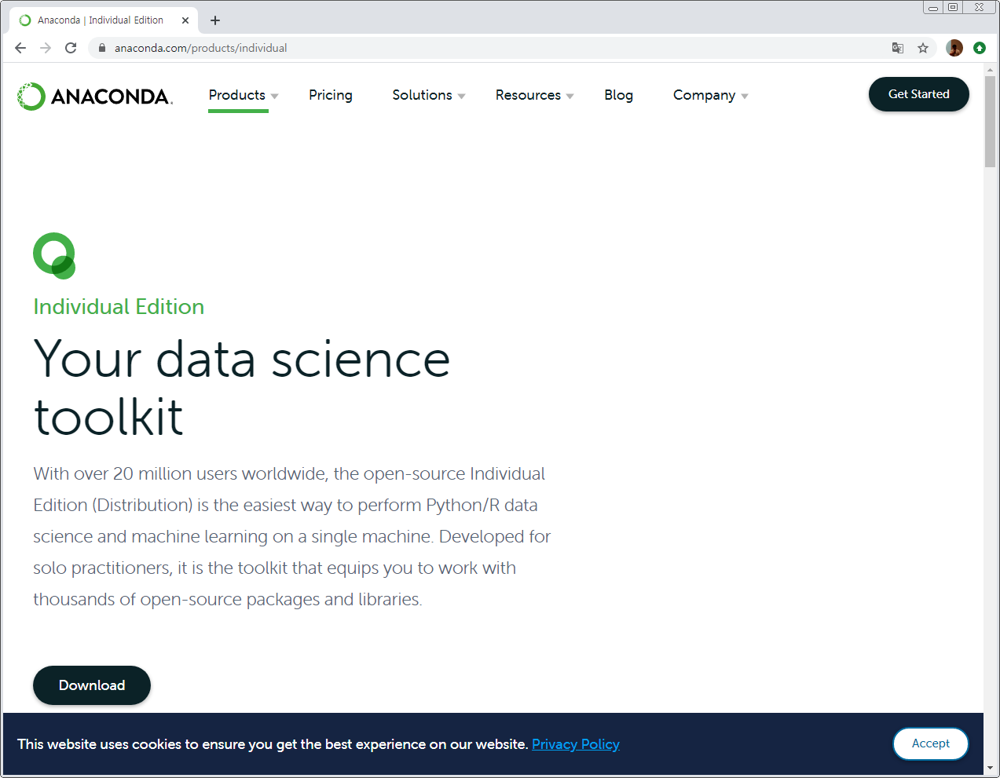 Anaconda | Individual Edition
anaconda.com/products/individual
ANACONDA.
Products
Pricing
Solutions
Resources
Blog
Company
Get Started
Individual Edition
Your data science
toolkit
With over 20 million users worldwide, the open-source Individual
Edition (Distribution) is the easiest way to perform Python/R data
science and machine learning on a single machine. Developed for
solo practitioners, it is the toolkit that equips you to work with
thousands of open-source packages and libraries.
Download
This website uses cookies to ensure you get the best experience on our website. Privacy Policy
Accept